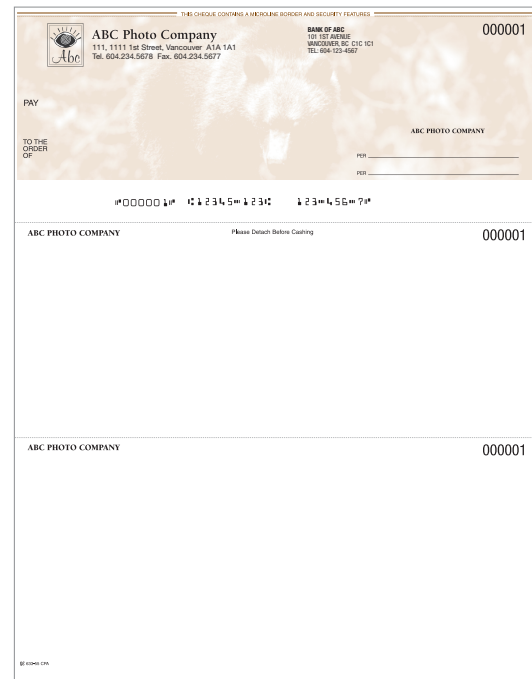 THIS CHEQUE CONTAINS A MICROLINE BORDER AND SECURITY FEATURES
Abc
ABC Photo Company
111, 1111 1st Street, Vancouver A1A 1A1
Tel. 604.234.5678 Fax. 604.234.5677
BANK OF ABC
101 1ST AVENUE
VANCOUVER, BC C1C 1C1
TEL: 604-123-4567
000001
PAY
ABC PHOTO COMPANY
TO THE
ORDER
OF
PER
PER
⑈000001⑈ ⑆12345⑉123⑆ 123⑉456⑉7⑈
ABC PHOTO COMPANY
Please Detach Before Cashing
000001
ABC PHOTO COMPANY
000001